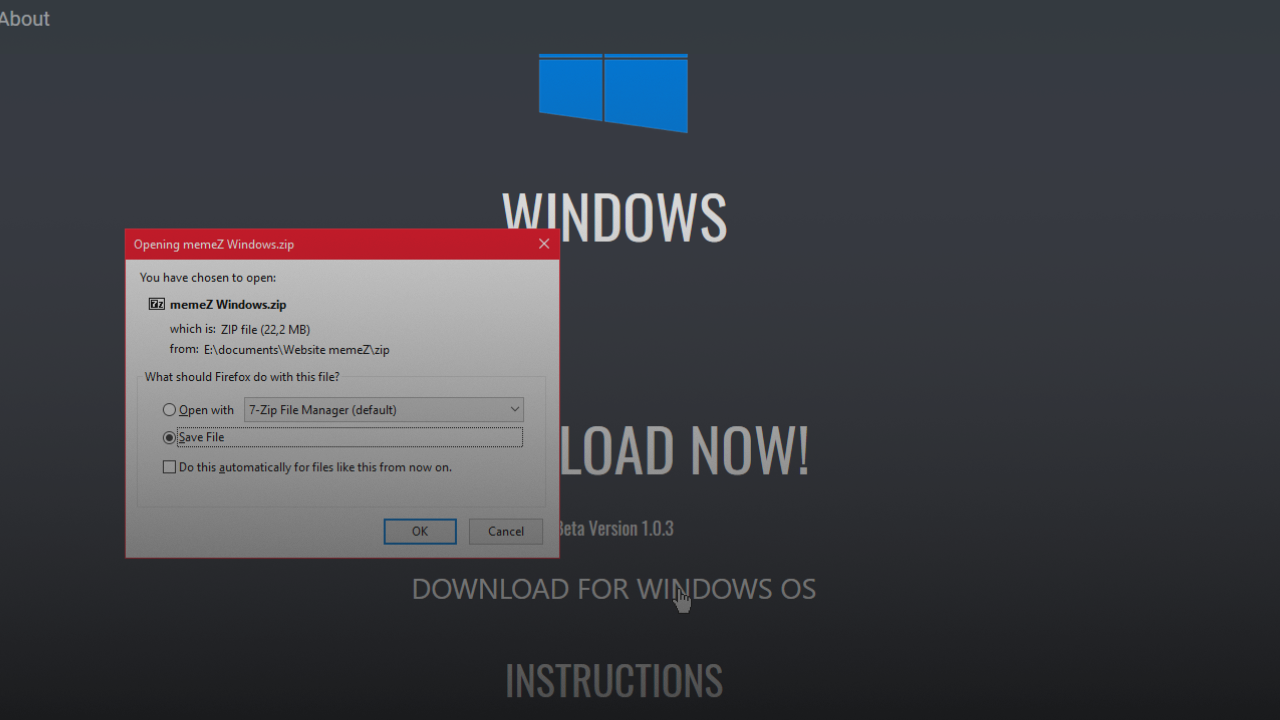 About
WINDOWS
Opening memeZ Windows.zip
You have chosen to open:
7z memeZ Windows.zip
which is: ZIP file (22,2 MB)
from: E:\documents\Website memeZ\zip
What should Firefox do with this file?
Open with 7-Zip File Manager (default)
Save File
Do this automatically for files like this from now on.
OK Cancel
LOAD NOW!
Beta Version 1.0.3
DOWNLOAD FOR WINDOWS OS
INSTRUCTIONS